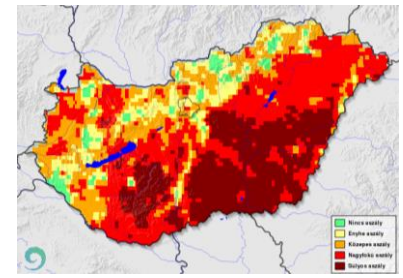 Nincs aszály
Enyhe aszály
Közepes aszály
Nagyfokú aszály
Súlyos aszály